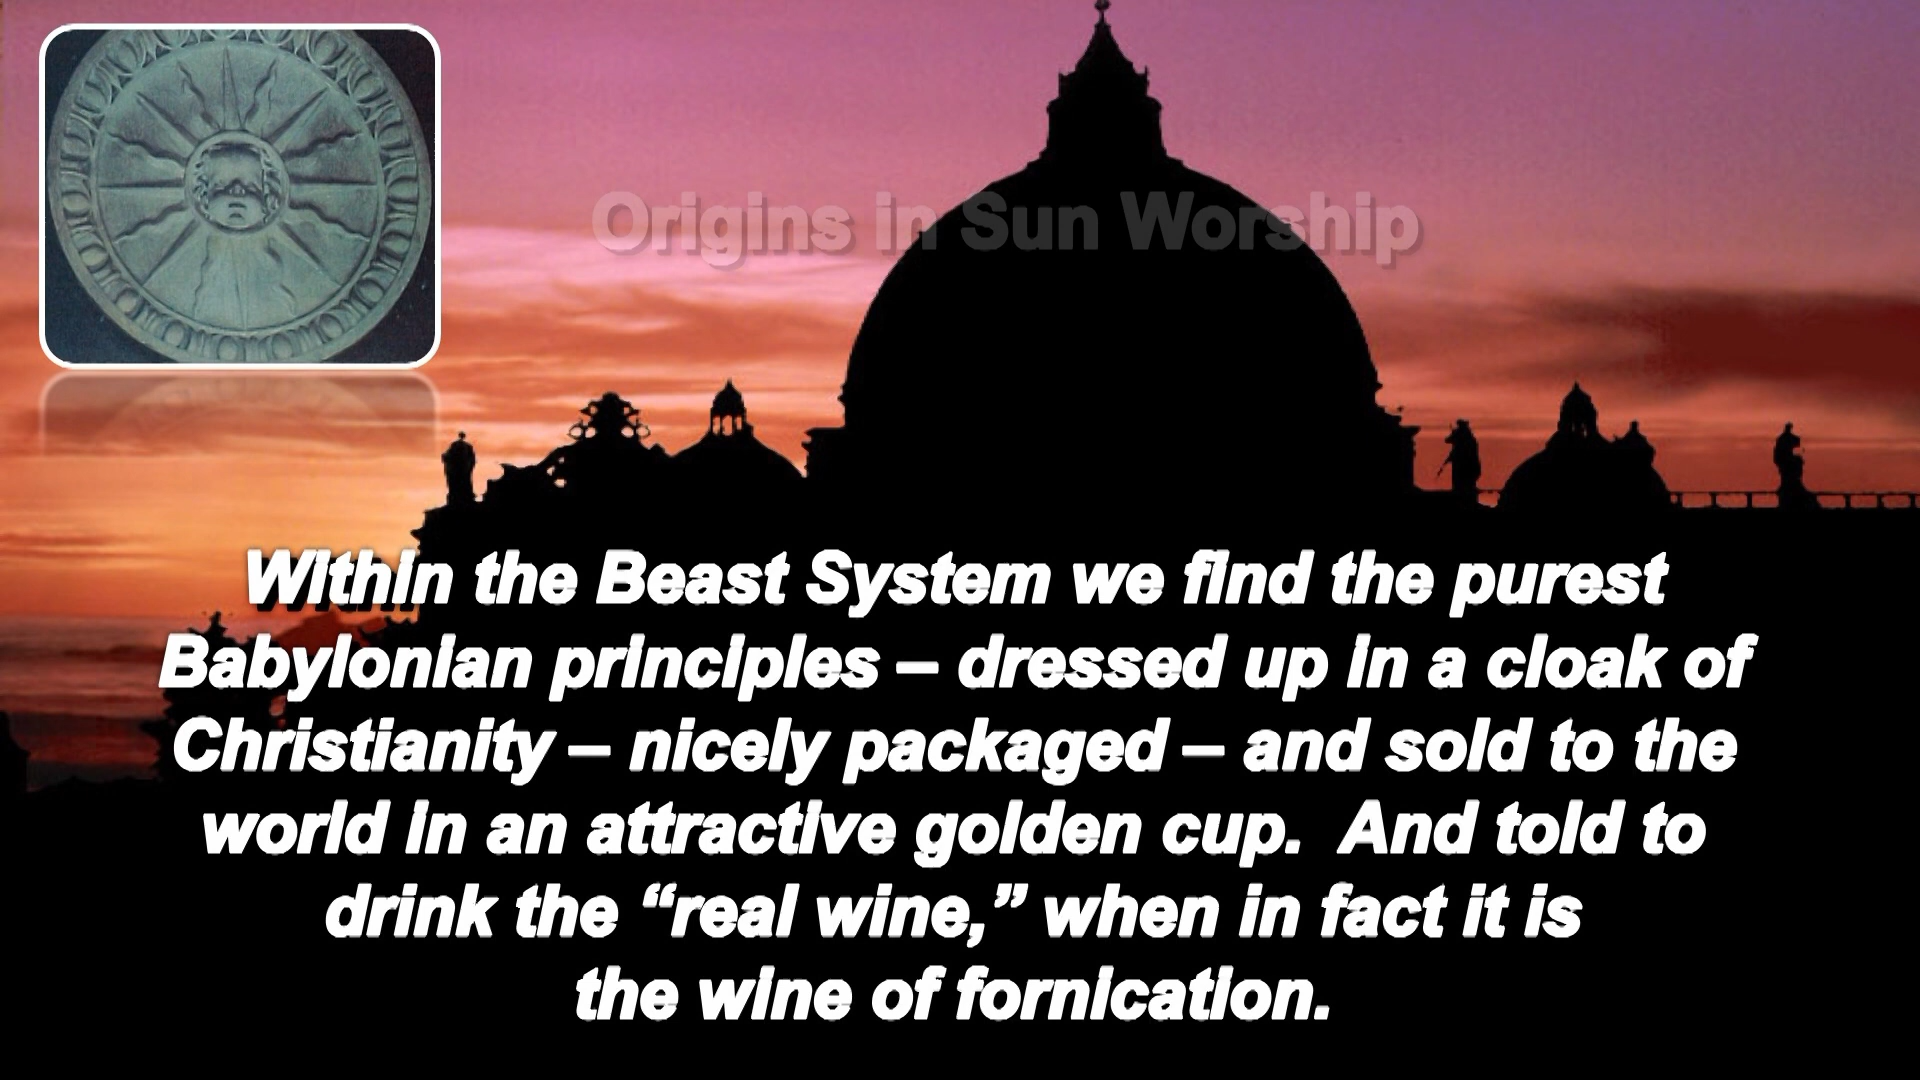 Origins in Sun Worship
Within the Beast System we find the purest
Babylonian principles – dressed up in a cloak of
Christianity – nicely packaged – and sold to the
world in an attractive golden cup.  And told to
drink the “real wine,” when in fact it is
the wine of fornication.